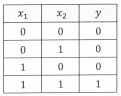 x₁ x₂ y
0 0 0
0 1 0
1 0 0
1 1 1